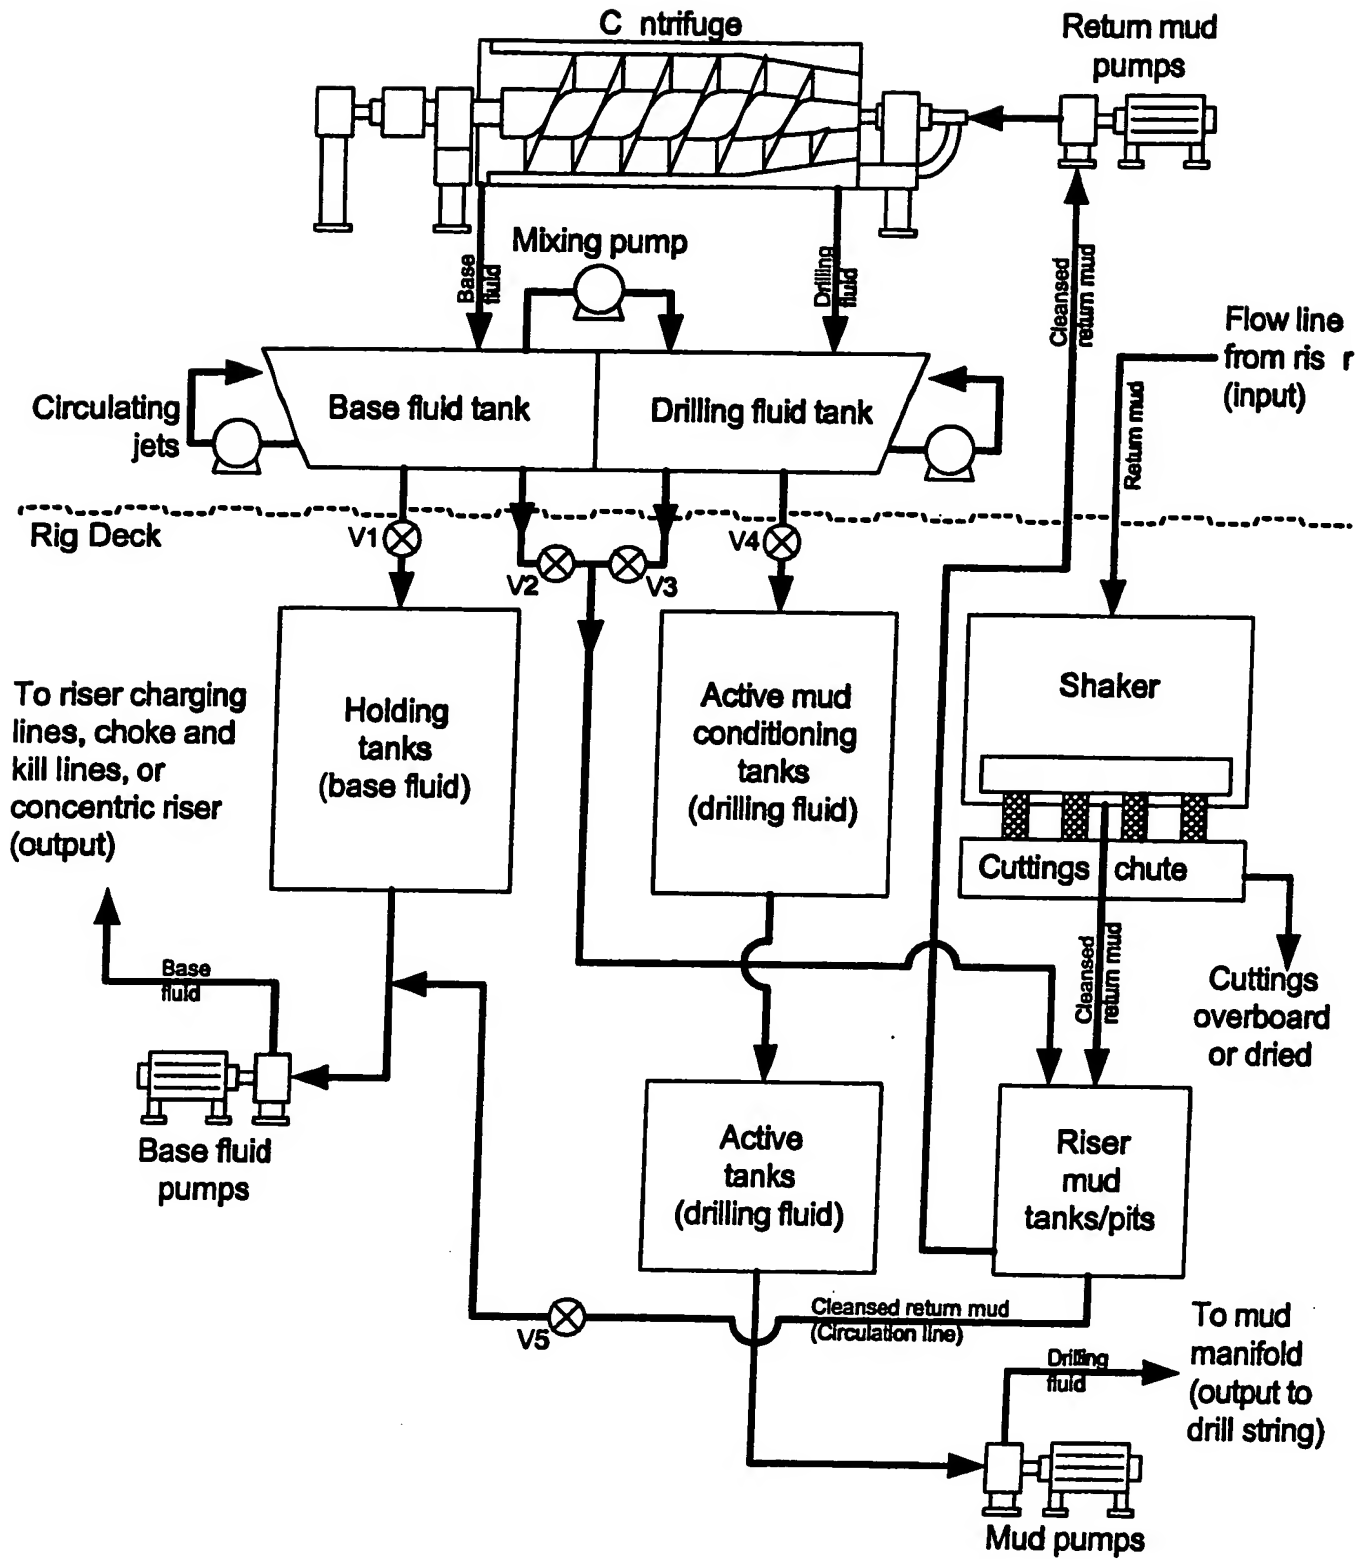 C ntrifuge
Return mud
pumps
Mixing pump
Base
fluid
Drilling
fluid
Cleansed
return mud
Flow line
from ris r
(input)
Return mud
Circulating
jets
Base fluid tank
Drilling fluid tank
Rig Deck
V1
V2
V3
V4
To riser charging
lines, choke and
kill lines, or
concentric riser
(output)
Holding
tanks
(base fluid)
Active mud
conditioning
tanks
(drilling fluid)
Shaker
Cuttings chute
Cleansed
return mud
Cuttings
overboard
or dried
Base
fluid
Base fluid
pumps
Active
tanks
(drilling fluid)
Riser
mud
tanks/pits
V5
Cleansed return mud
(Circulation line)
To mud
manifold
(output to
drill string)
Drilling
fluid
Mud pumps